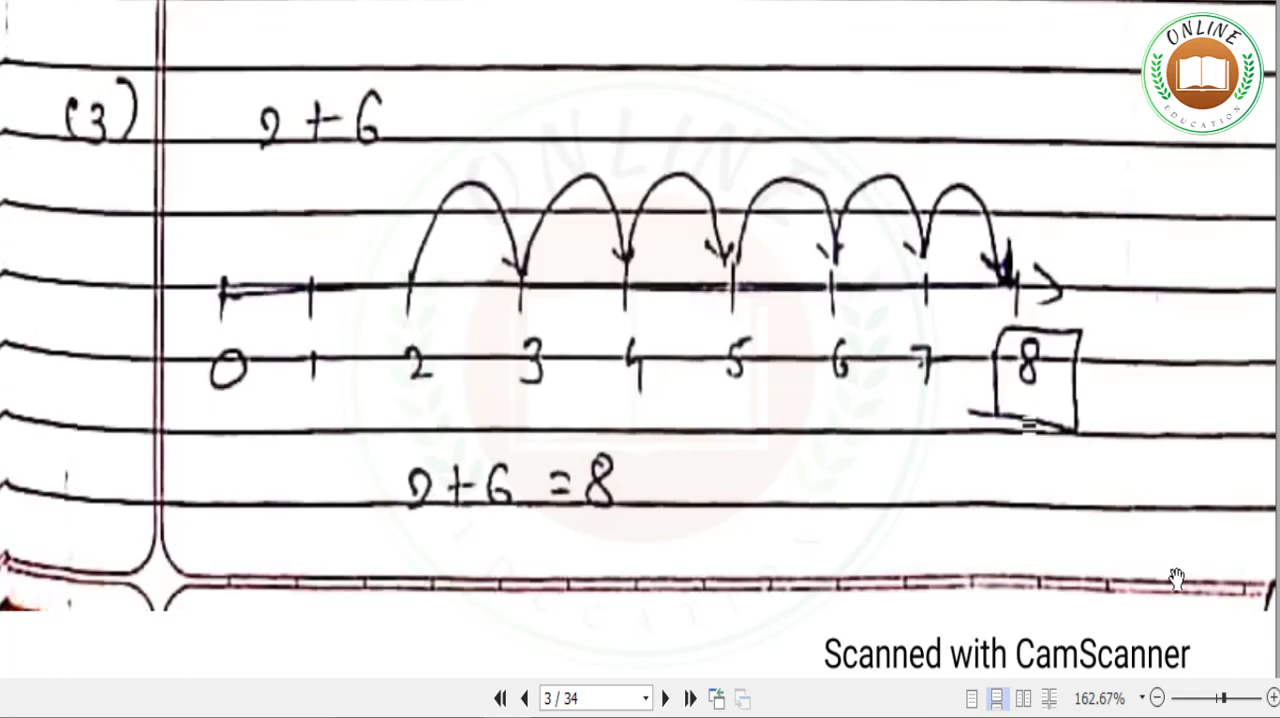 ONLINE
EDUCATION
(3) 2+6
0 1 2 3 4 5 6 7 8
2+6 = 8
Scanned with CamScanner
3 / 34
162.67%